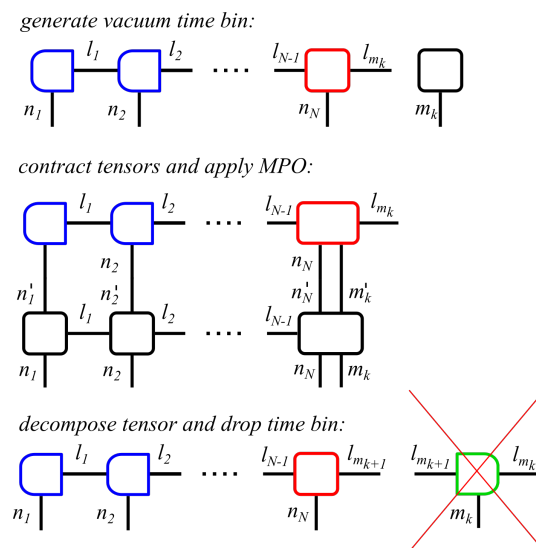 generate vacuum time bin:
l1 l2 .... lN-1 lmk
n1 n2 nN mk
contract tensors and apply MPO:
l1 l2 .... lN-1 lmk
n2 nN
n1' n2' nN' mk'
l1 l2 .... lN-1
n1 n2 nN mk
decompose tensor and drop time bin:
l1 l2 .... lN-1 lmk+1 lmk+1 lmk
n1 n2 nN mk